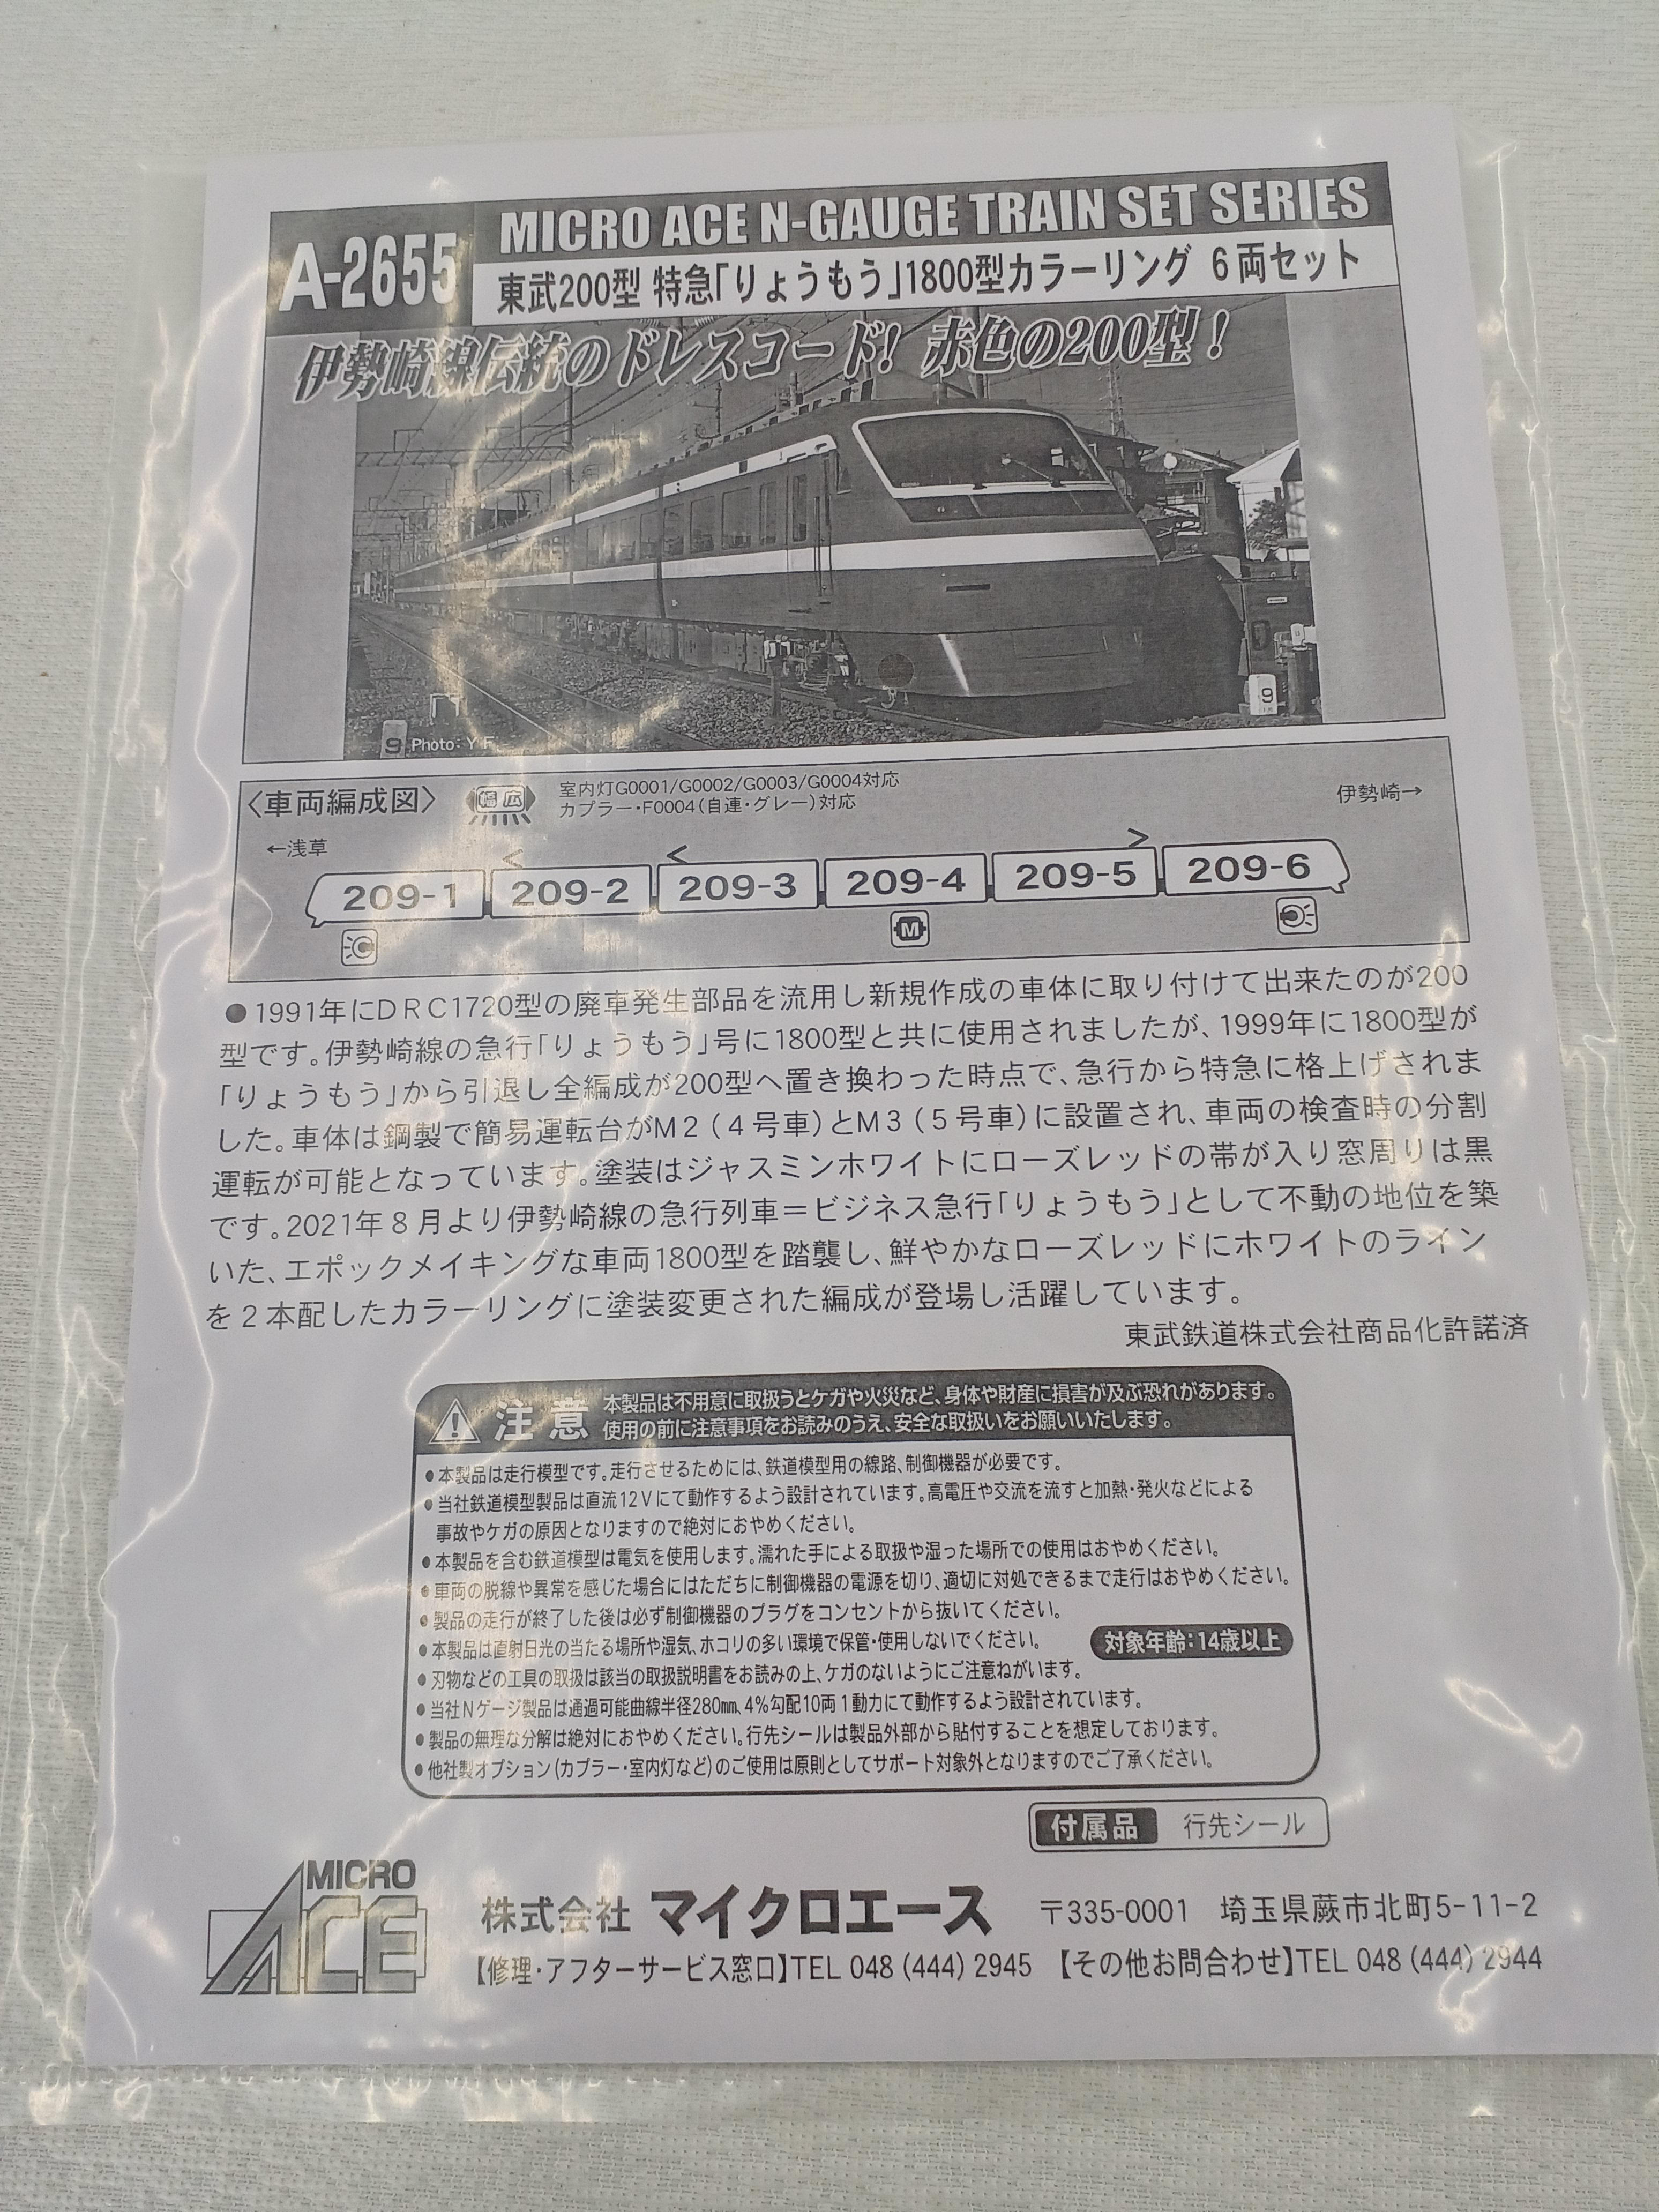 A-2655
MICRO ACE N-GAUGE TRAIN SET SERIES
東武200型 特急「りょうもう」1800型カラーリング 6両セット
伊勢崎線伝統のドレスコード! 赤色の200型!
9 Photo: Y.F
9
〈車両編成図〉
幅広
室内灯G0001/G0002/G0003/G0004対応
カプラー・F0004(自連・グレー)対応
伊勢崎→
←浅草
< < >
209-1 209-2 209-3 209-4 209-5 209-6
M
●1991年にDRC1720型の廃車発生部品を流用し新規作成の車体に取り付けて出来たのが200
型です。伊勢崎線の急行「りょうもう」号に1800型と共に使用されましたが、1999年に1800型が
「りょうもう」から引退し全編成が200型へ置き換わった時点で、急行から特急に格上げされま
した。車体は鋼製で簡易運転台がM2(4号車)とM3(5号車)に設置され、車両の検査時の分割
運転が可能となっています。塗装はジャスミンホワイトにローズレッドの帯が入り窓周りは黒
です。2021年8月より伊勢崎線の急行列車=ビジネス急行「りょうもう」として不動の地位を築
いた、エポックメイキングな車両1800型を踏襲し、鮮やかなローズレッドにホワイトのライン
を2本配したカラーリングに塗装変更された編成が登場し活躍しています。
東武鉄道株式会社商品化許諾済
注意
本製品は不用意に取扱うとケガや火災など、身体や財産に損害が及ぶ恐れがあります。
使用の前に注意事項をお読みのうえ、安全な取扱いをお願いいたします。
●本製品は走行模型です。走行させるためには、鉄道模型用の線路、制御機器が必要です。
●当社鉄道模型製品は直流12Vにて動作するよう設計されています。高電圧や交流を流すと加熱・発火などによる
事故やケガの原因となりますので絶対におやめください。
●本製品を含む鉄道模型は電気を使用します。濡れた手による取扱や湿った場所での使用はおやめください。
●車両の脱線や異常を感じた場合にはただちに制御機器の電源を切り、適切に対処できるまで走行はおやめください。
●製品の走行が終了した後は必ず制御機器のプラグをコンセントから抜いてください。
●本製品は直射日光の当たる場所や湿気、ホコリの多い環境で保管・使用しないでください。
対象年齢:14歳以上
●刃物などの工具の取扱は該当の取扱説明書をお読みの上、ケガのないようにご注意ねがいます。
●当社Nゲージ製品は通過可能曲線半径280mm、4%勾配10両1動力にて動作するよう設計されています。
●製品の無理な分解は絶対におやめください。行先シールは製品外部から貼付することを想定しております。
●他社製オプション(カプラー・室内灯など)のご使用は原則としてサポート対象外となりますのでご了承ください。
付属品 行先シール
MICRO
ACE
株式会社 マイクロエース 〒335-0001 埼玉県蕨市北町5-11-2
【修理・アフターサービス窓口】TEL 048 (444) 2945 【その他お問合わせ】TEL 048 (444) 2944